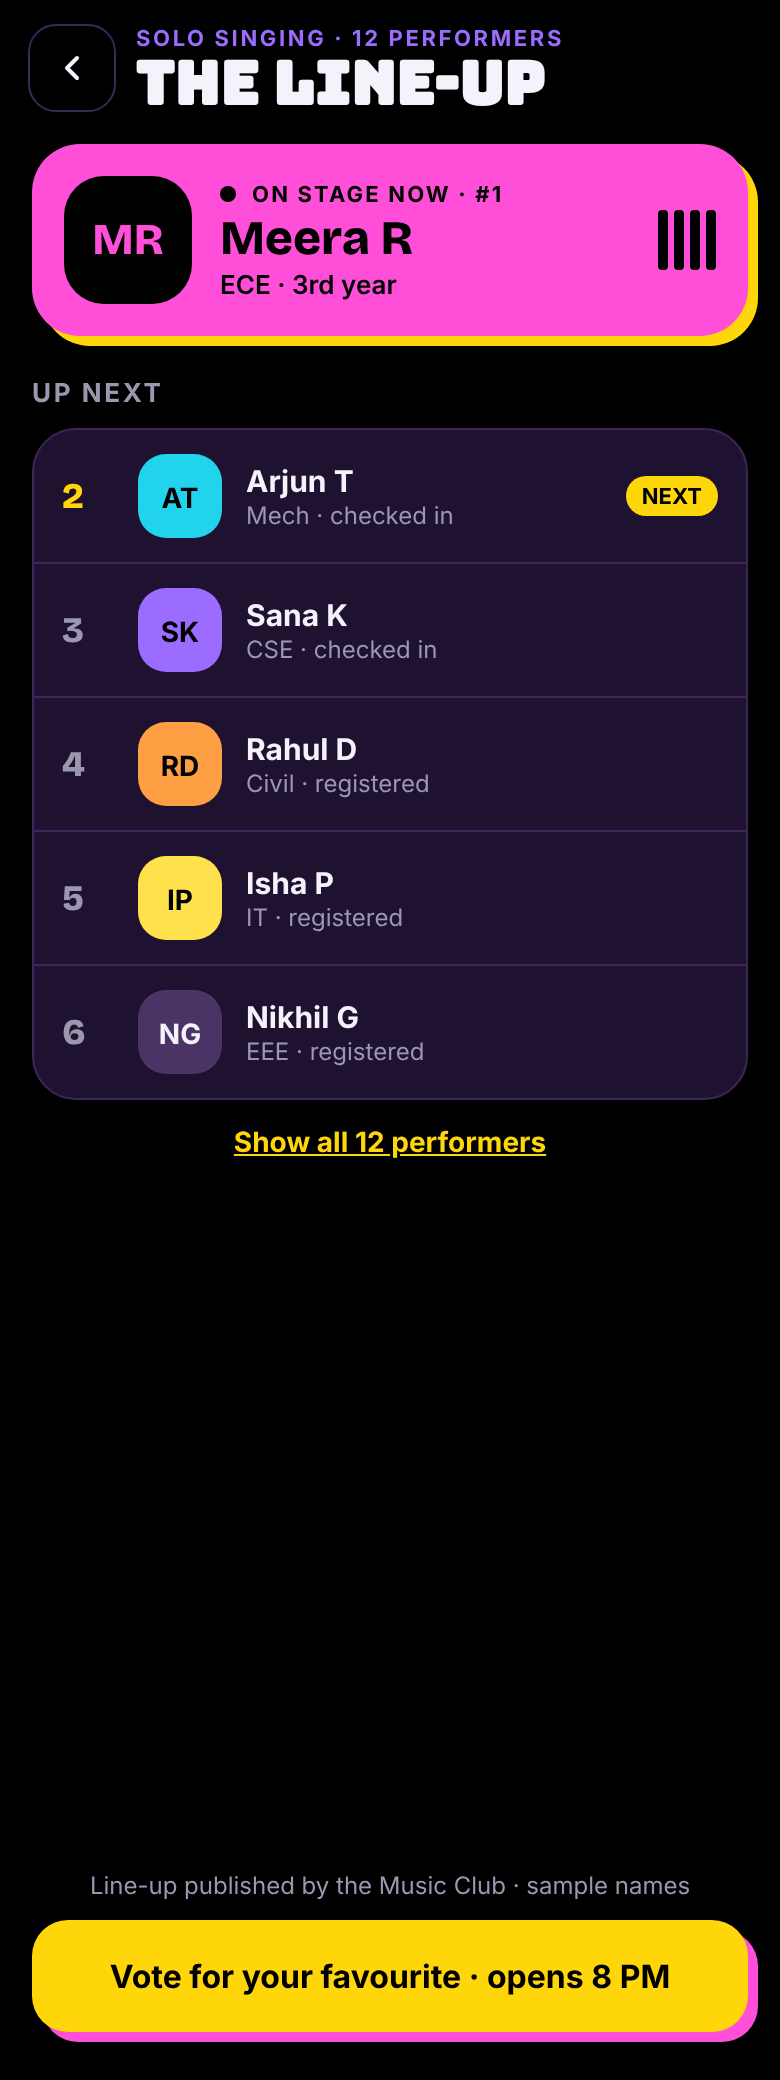 SOLO SINGING · 12 PERFORMERS
THE LINE-UP
MR
ON STAGE NOW · #1
Meera R
ECE · 3rd year
UP NEXT
2
AT
Arjun T
Mech · checked in
NEXT
3
SK
Sana K
CSE · checked in
4
RD
Rahul D
Civil · registered
5
IP
Isha P
IT · registered
6
NG
Nikhil G
EEE · registered
Show all 12 performers
Line-up published by the Music Club · sample names
Vote for your favourite · opens 8 PM